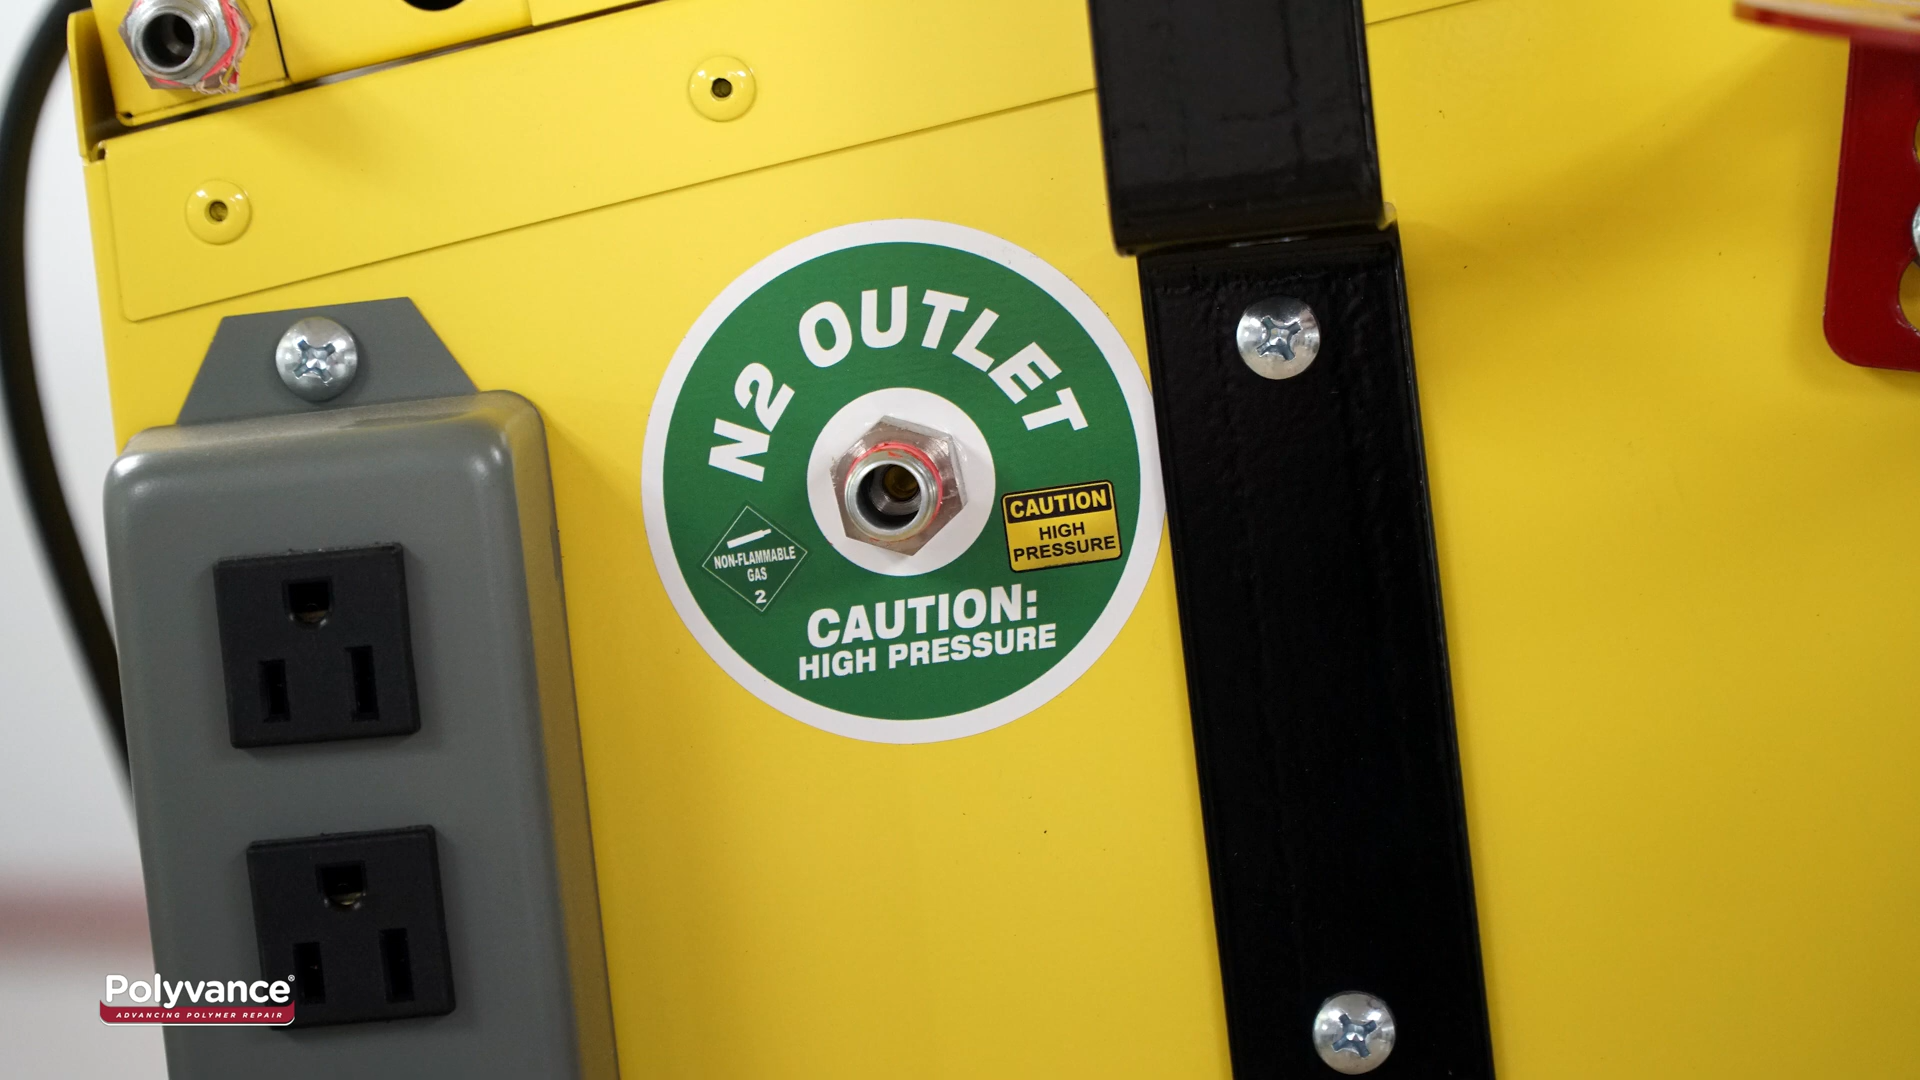 N2 OUTLET
NON-FLAMMABLE
GAS
2
CAUTION
HIGH
PRESSURE
CAUTION:
HIGH PRESSURE
Polyvance®
ADVANCING POLYMER REPAIR